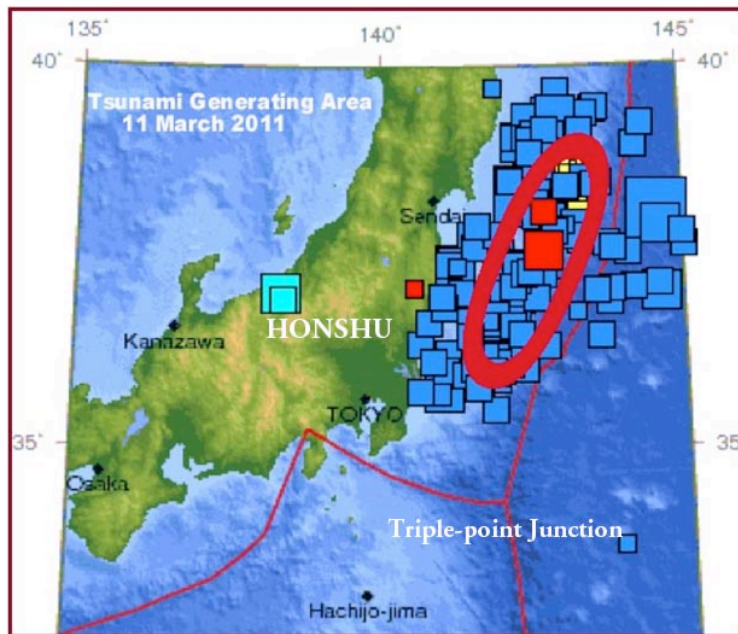 135° 140° 145°
40° 40°
Tsunami Generating Area
11 March 2011
Sendai
HONSHU
Kanazawa
TOKYO
35° 35°
Osaka
Triple-point Junction
Hachijo-jima